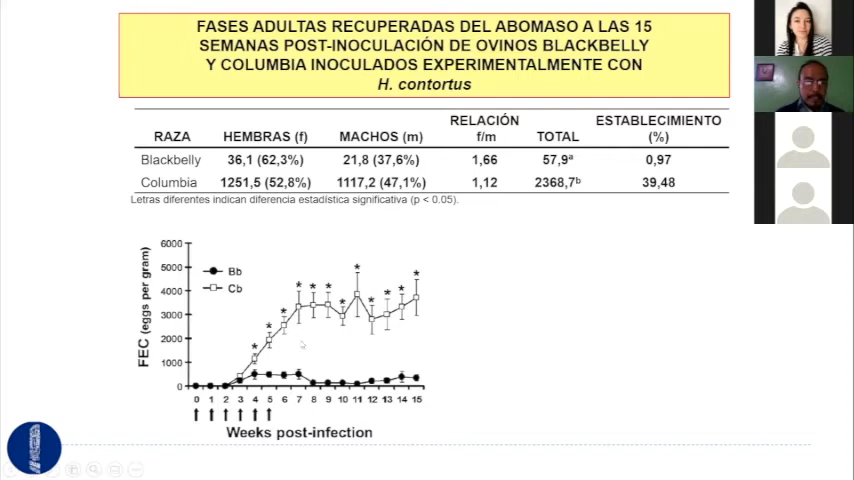 FASES ADULTAS RECUPERADAS DEL ABOMASO A LAS 15
SEMANAS POST-INOCULACIÓN DE OVINOS BLACKBELLY
Y COLUMBIA INOCULADOS EXPERIMENTALMENTE CON
H. contortus
RAZA HEMBRAS (f) MACHOS (m) RELACIÓN f/m TOTAL ESTABLECIMIENTO (%)
Blackbelly 36,1 (62,3%) 21,8 (37,6%) 1,66 57,9ª 0,97
Columbia 1251,5 (52,8%) 1117,2 (47,1%) 1,12 2368,7ᵇ 39,48
Letras diferentes indican diferencia estadística significativa (p < 0.05).
FEC (eggs per gram)
6000
5000
4000
3000
2000
1000
0
Bb
Cb
* * * * * * * * * * * *
0 1 2 3 4 5 6 7 8 9 10 11 12 13 14 15
Weeks post-infection